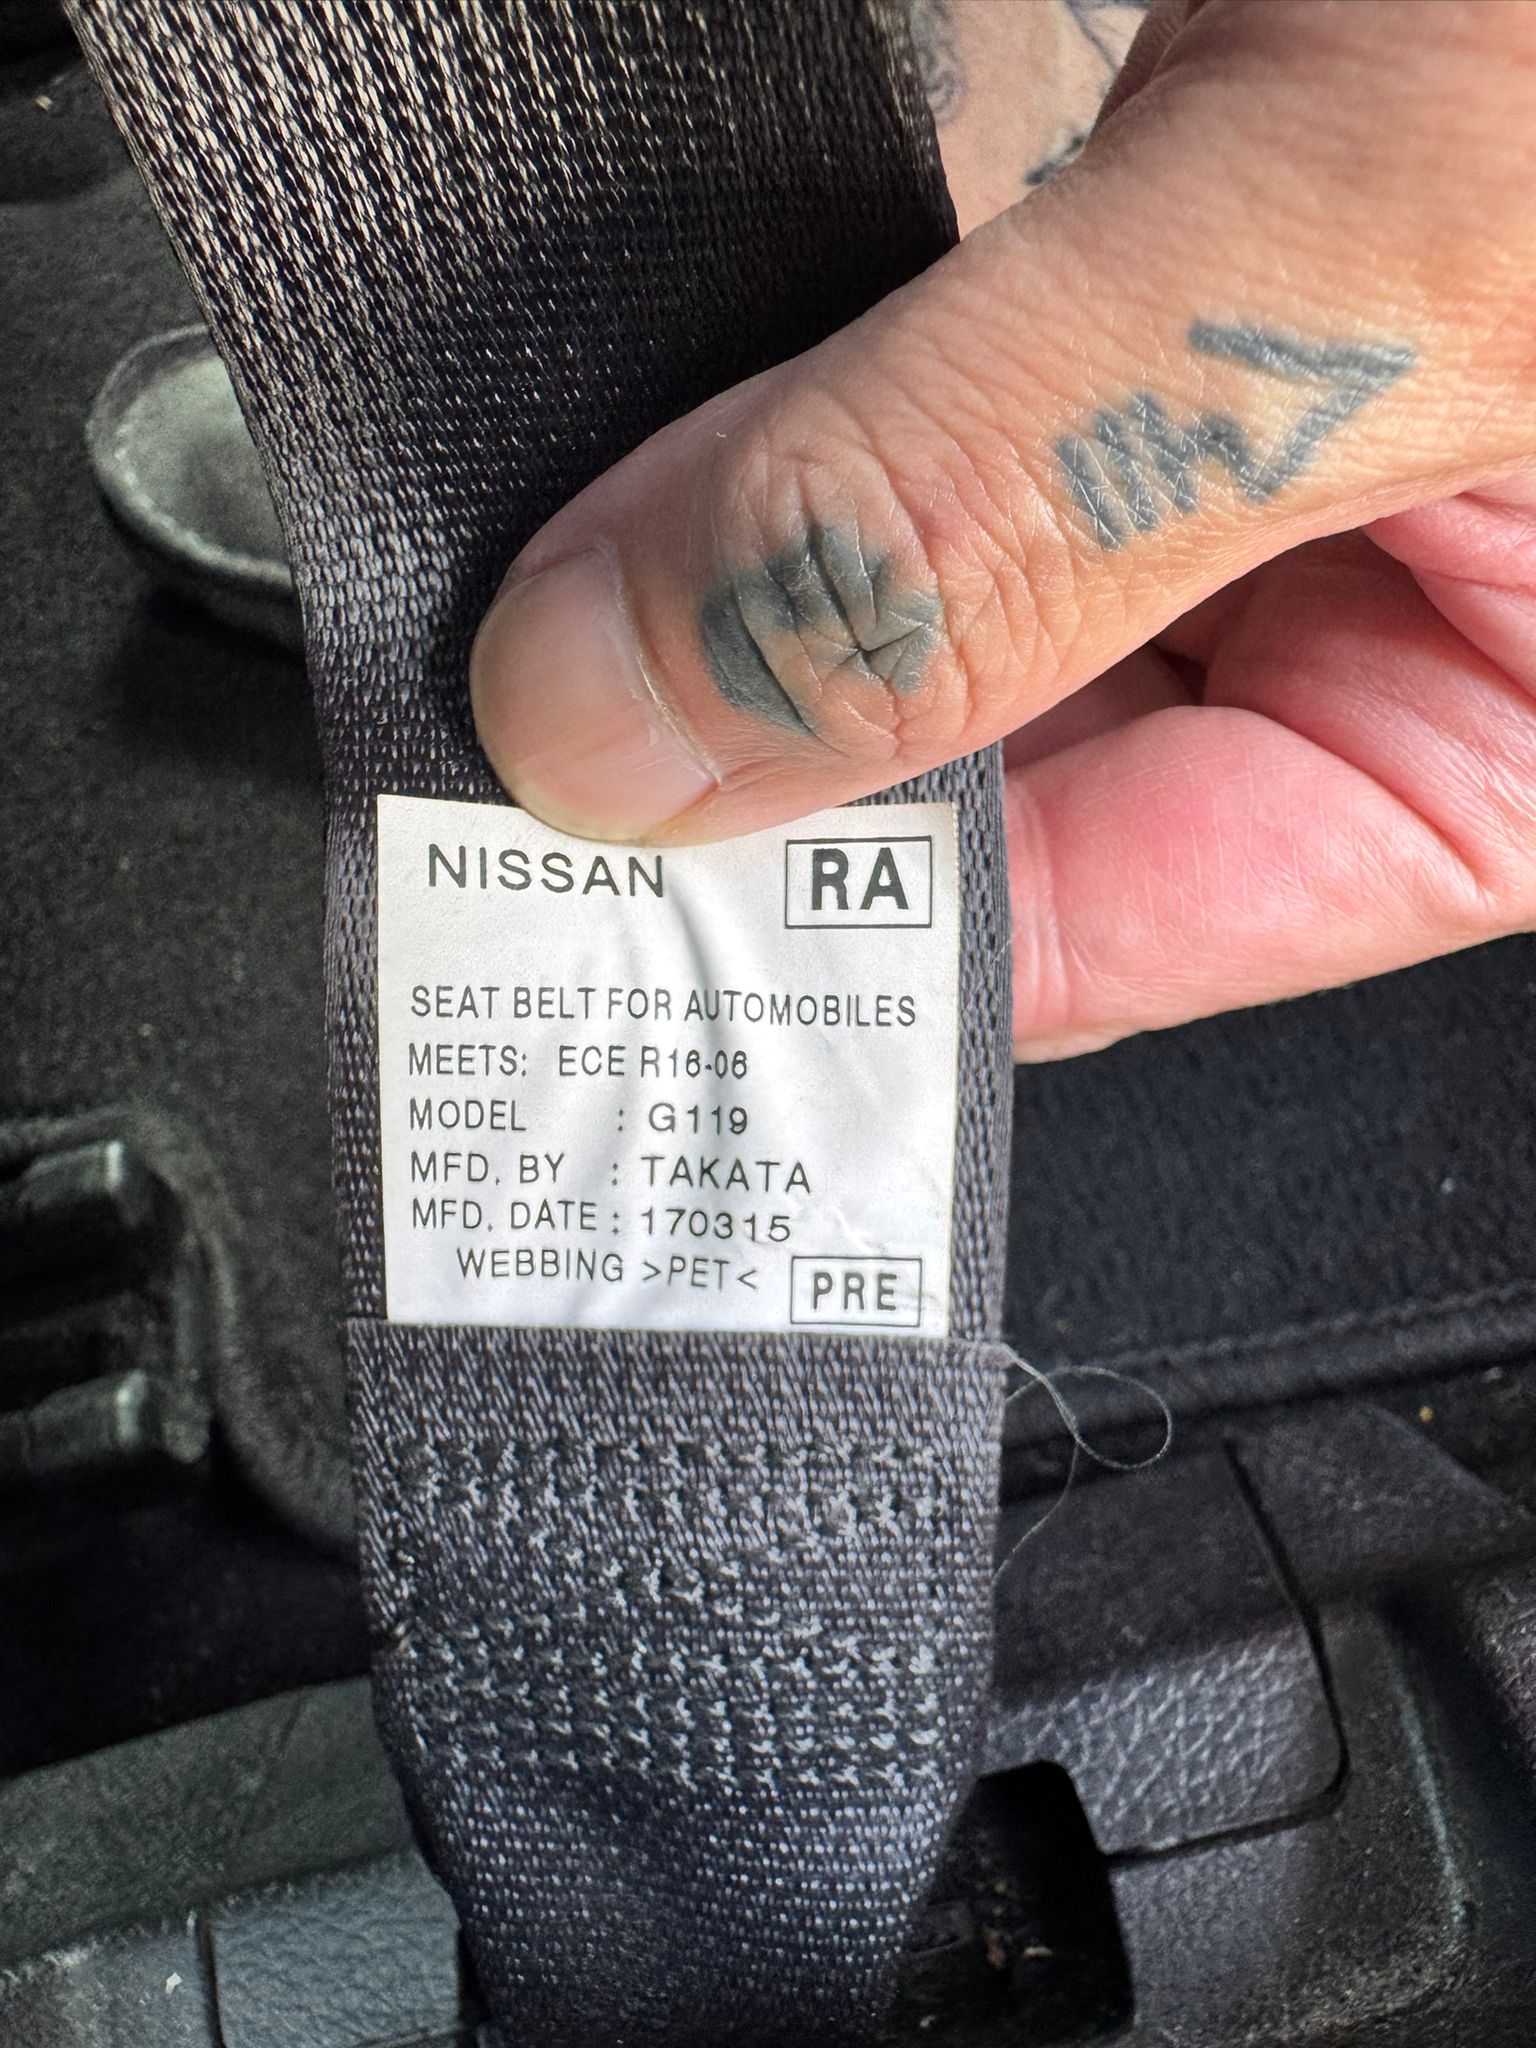 NISSAN RA
SEAT BELT FOR AUTOMOBILES
MEETS: ECE R16-06
MODEL : G119
MFD. BY : TAKATA
MFD. DATE : 170315
WEBBING >PET< PRE